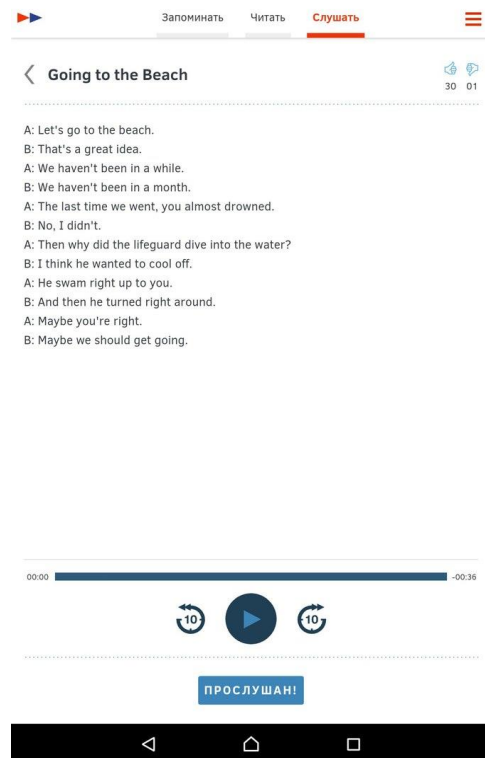 Запоминать Читать Слушать
Going to the Beach
30 01
A: Let's go to the beach.
B: That's a great idea.
A: We haven't been in a while.
B: We haven't been in a month.
A: The last time we went, you almost drowned.
B: No, I didn't.
A: Then why did the lifeguard dive into the water?
B: I think he wanted to cool off.
A: He swam right up to you.
B: And then he turned right around.
A: Maybe you're right.
B: Maybe we should get going.
00:00 -00:36
10 10
ПРОСЛУШАН!